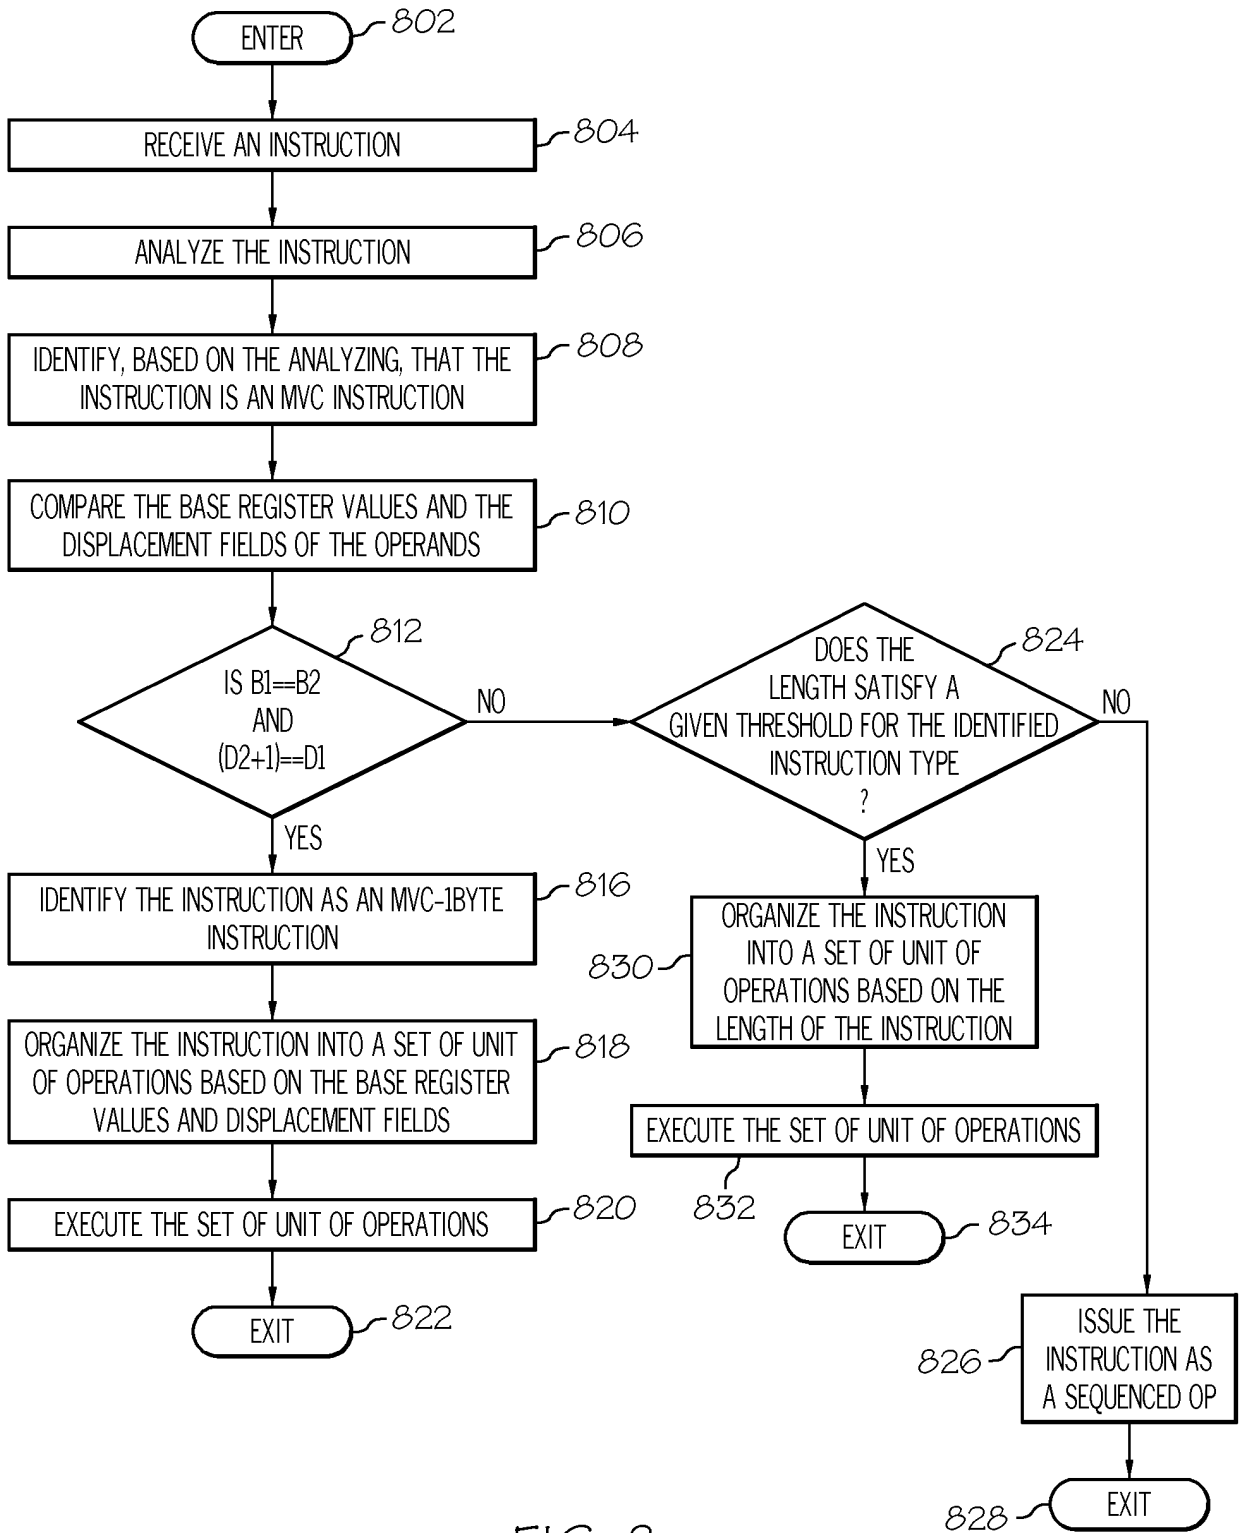 ENTER
802
RECEIVE AN INSTRUCTION
804
ANALYZE THE INSTRUCTION
806
IDENTIFY, BASED ON THE ANALYZING, THAT THE
INSTRUCTION IS AN MVC INSTRUCTION
808
COMPARE THE BASE REGISTER VALUES AND THE
DISPLACEMENT FIELDS OF THE OPERANDS
810
IS B1==B2
AND
(D2+1)==D1
812
NO
YES
IDENTIFY THE INSTRUCTION AS AN MVC-1BYTE
INSTRUCTION
816
ORGANIZE THE INSTRUCTION INTO A SET OF UNIT
OF OPERATIONS BASED ON THE BASE REGISTER
VALUES AND DISPLACEMENT FIELDS
818
EXECUTE THE SET OF UNIT OF OPERATIONS
820
EXIT
822
DOES THE
LENGTH SATISFY A
GIVEN THRESHOLD FOR THE IDENTIFIED
INSTRUCTION TYPE
?
824
NO
YES
ORGANIZE THE INSTRUCTION
INTO A SET OF UNIT OF
OPERATIONS BASED ON THE
LENGTH OF THE INSTRUCTION
830
EXECUTE THE SET OF UNIT OF OPERATIONS
832
EXIT
834
ISSUE THE
INSTRUCTION AS
A SEQUENCED OP
826
EXIT
828